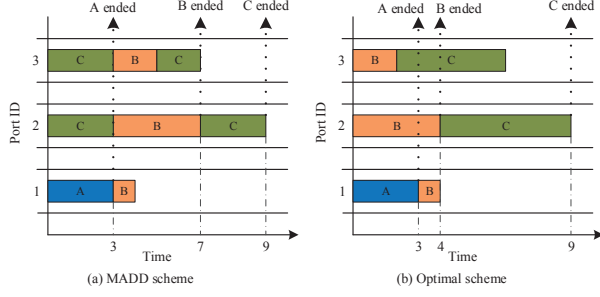 A ended
B ended
C ended
Port ID
3
C
B
C
2
C
B
C
1
A
B
3
7
9
Time
(a) MADD scheme
A ended
B ended
C ended
Port ID
3
B
C
2
B
C
1
A
B
3
4
9
Time
(b) Optimal scheme